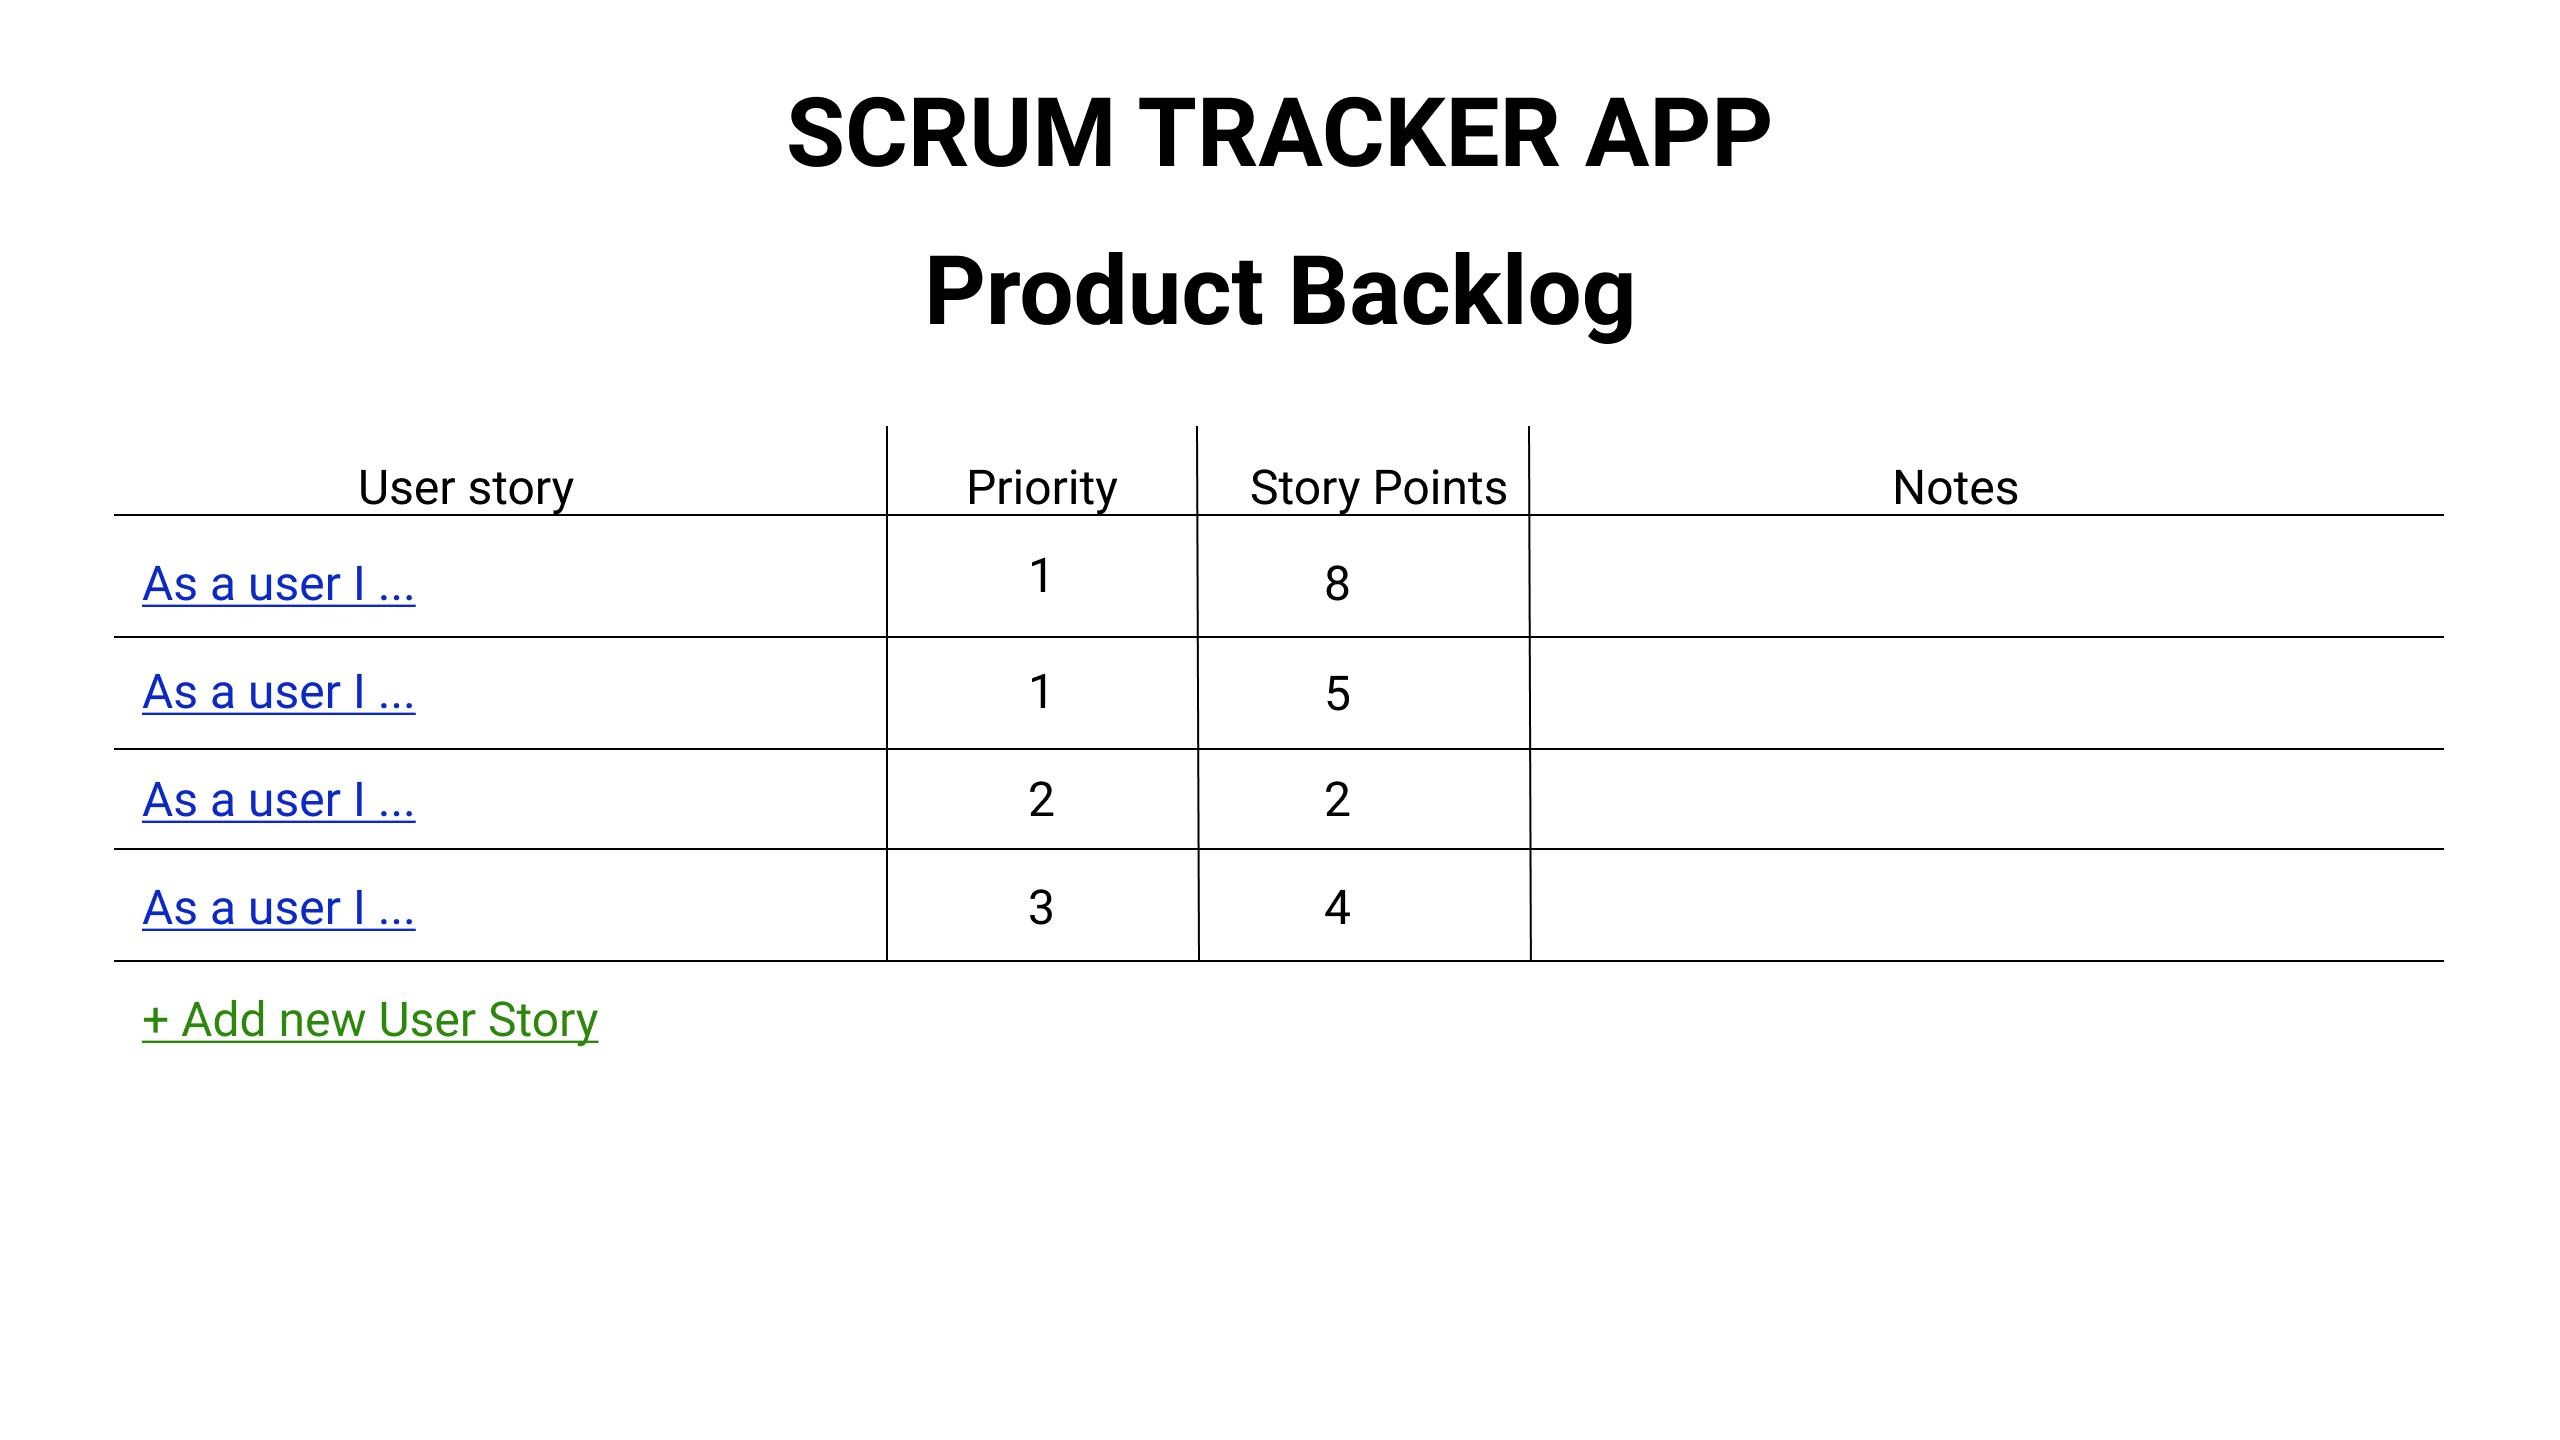 SCRUM TRACKER APP
Product Backlog
User story Priority Story Points Notes
As a user I ... 1 8
As a user I ... 1 5
As a user I ... 2 2
As a user I ... 3 4
+ Add new User Story